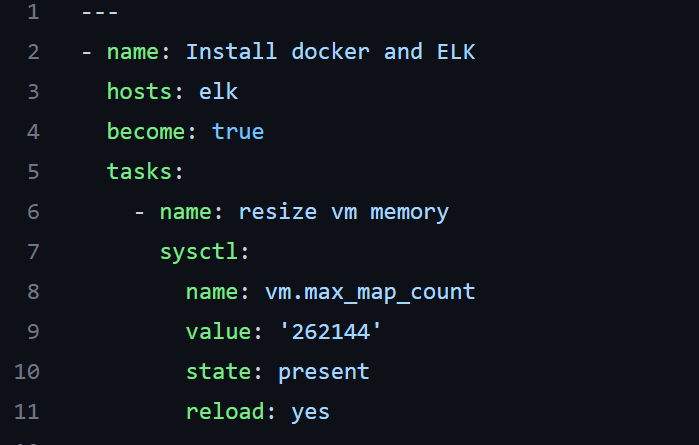 1 ---
2 - name: Install docker and ELK
3   hosts: elk
4   become: true
5   tasks:
6     - name: resize vm memory
7       sysctl:
8         name: vm.max_map_count
9         value: '262144'
10         state: present
11         reload: yes